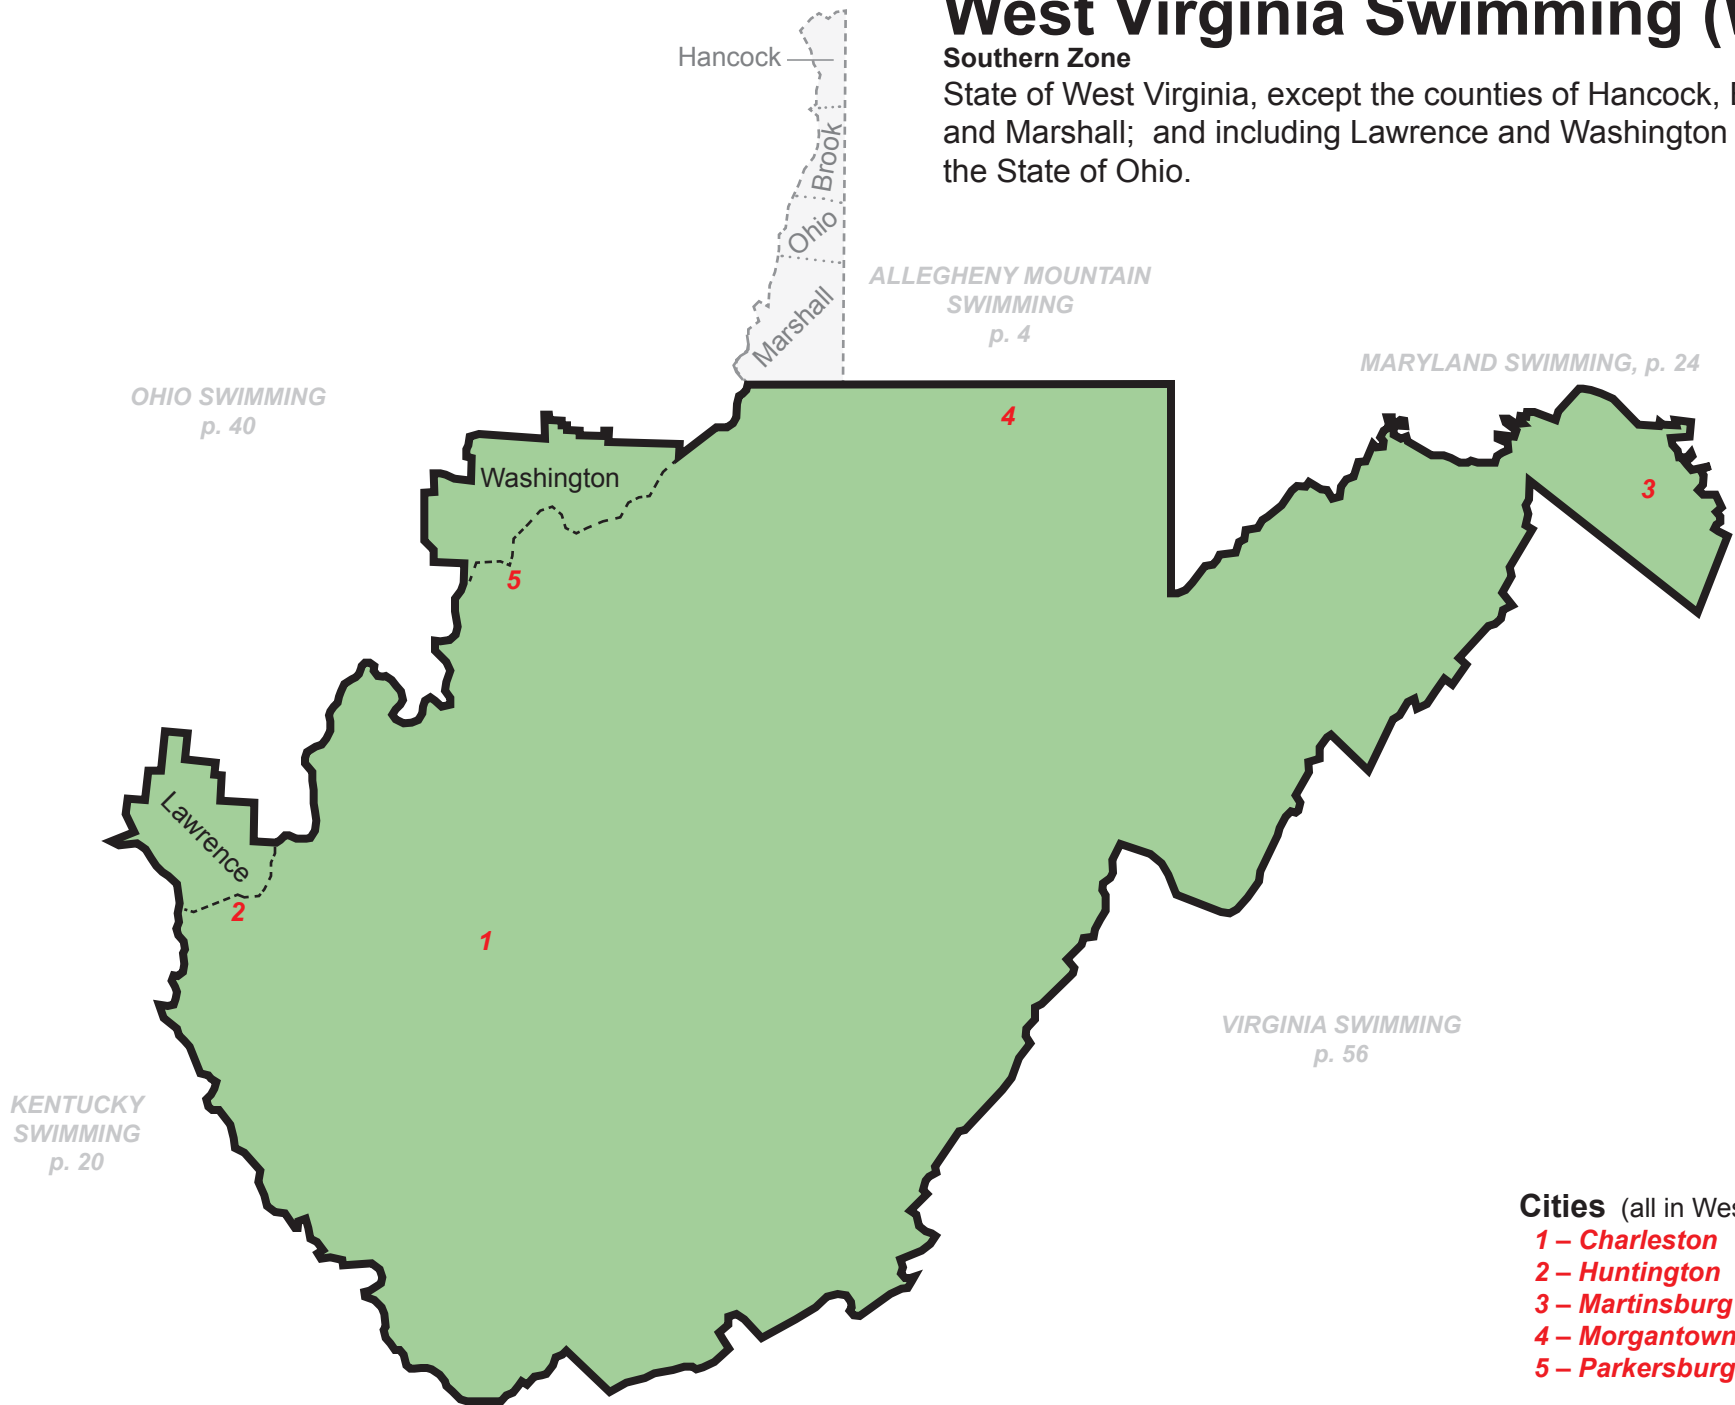 West Virginia Swimming (
Southern Zone
State of West Virginia, except the counties of Hancock,
and Marshall;  and including Lawrence and Washington
the State of Ohio.
Hancock
Brook
Ohio
Marshall
ALLEGHENY MOUNTAIN
SWIMMING
p. 4
MARYLAND SWIMMING, p. 24
OHIO SWIMMING
p. 40
4
3
Washington
5
Lawrence
2
1
VIRGINIA SWIMMING
p. 56
KENTUCKY
SWIMMING
p. 20
Cities (all in Wes
1 – Charleston
2 – Huntington
3 – Martinsburg
4 – Morgantown
5 – Parkersburg